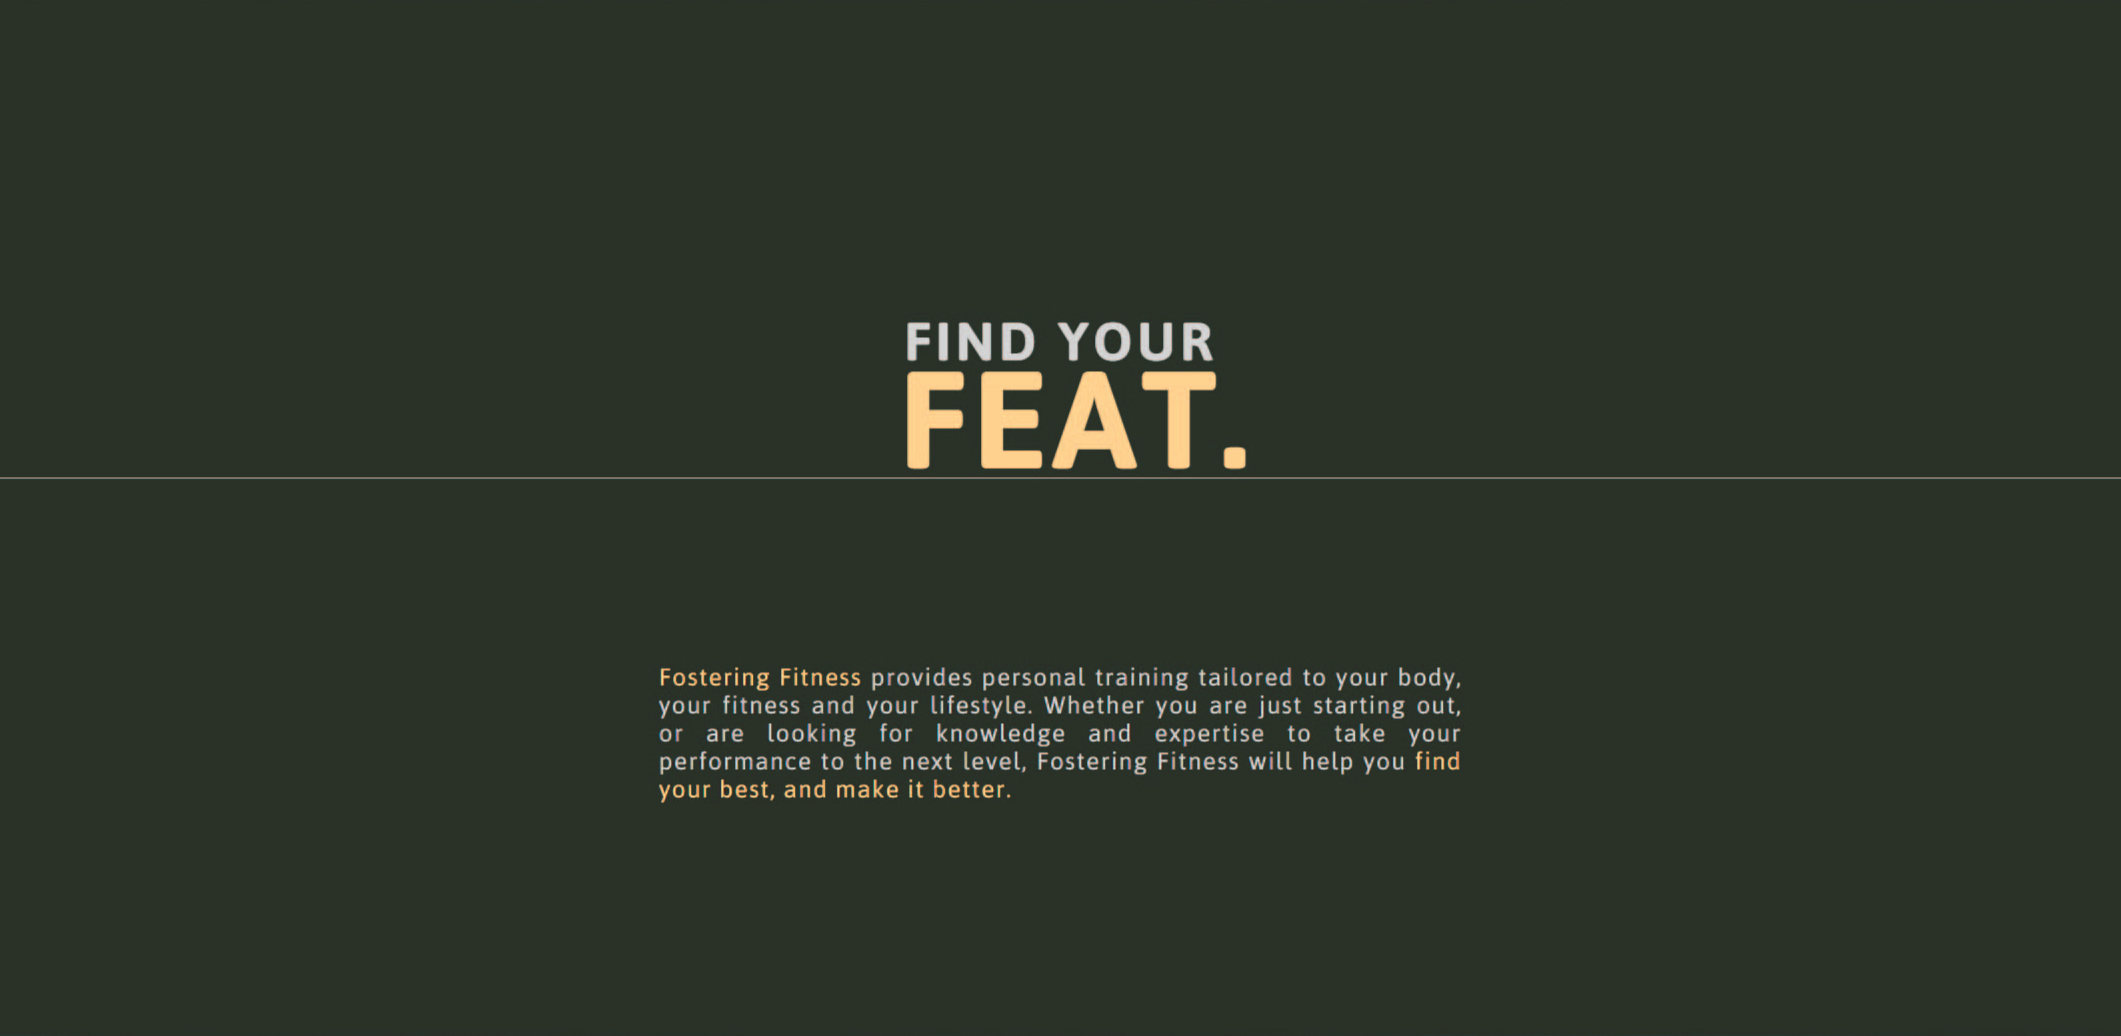 FIND YOUR
FEAT.
Fostering Fitness provides personal training tailored to your body,
your fitness and your lifestyle. Whether you are just starting out,
or are looking for knowledge and expertise to take your
performance to the next level, Fostering Fitness will help you find
your best, and make it better.